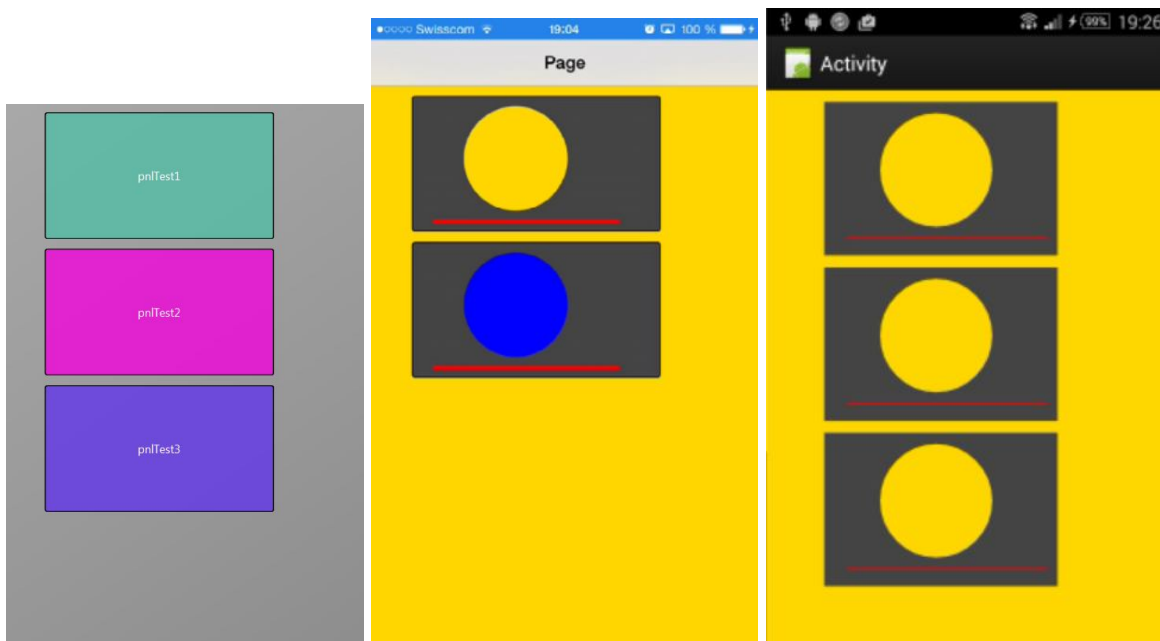 pnlTest1
pnlTest2
pnlTest3
Swisscom 19:04 100 %
Page
99% 19:26
Activity